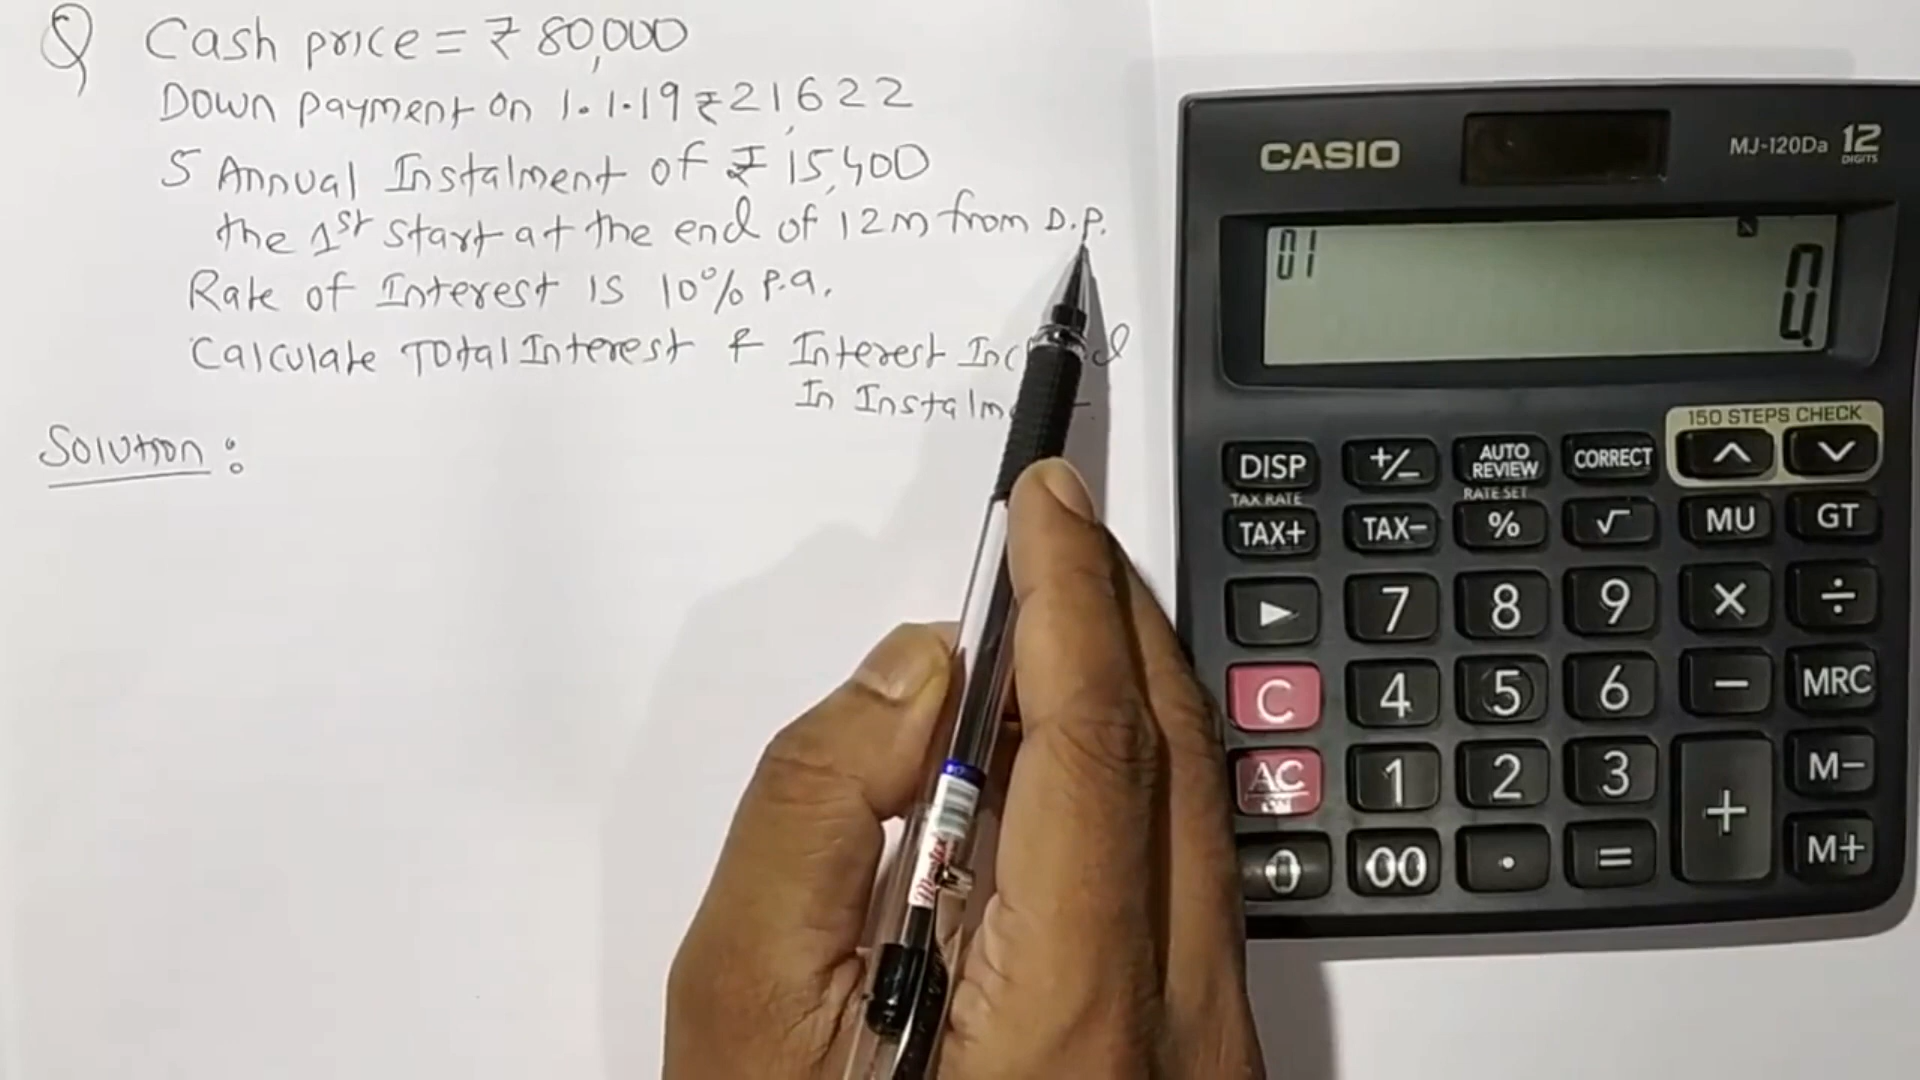 Q Cash price = ₹ 80,000
Down payment on 1.1.19 ₹ 21,622
5 Annual Instalment of ₹ 15,400
the 1st start at the end of 12m from D.P.
Rate of Interest is 10% p.a.
Calculate Total Interest & Interest
In
Solution :
CASIO MJ-120Da 12 DIGITS
01
0.
150 STEPS CHECK
DISP +/- AUTO REVIEW CORRECT
TAX RATE RATE SET
TAX+ TAX− % √ MU GT
7 8 9 × ÷
C 4 5 6 − MRC
AC 1 2 3 + M−
0 00 . = M+